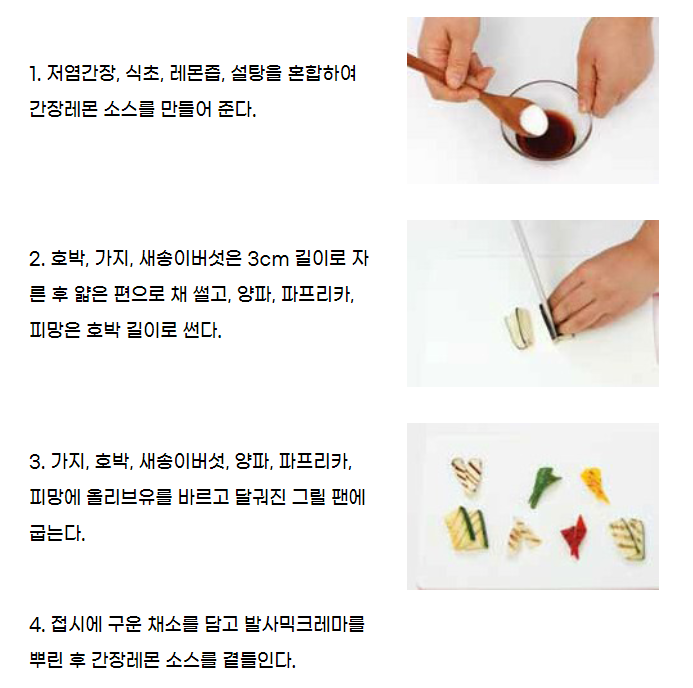 1. 저염간장, 식초, 레몬즙, 설탕을 혼합하여
간장레몬 소스를 만들어 준다.
2. 호박, 가지, 새송이버섯은 3cm 길이로 자
른 후 얇은 편으로 채 썰고, 양파, 파프리카,
피망은 호박 길이로 썬다.
3. 가지, 호박, 새송이버섯, 양파, 파프리카,
피망에 올리브유를 바르고 달궈진 그릴 팬에
굽는다.
4. 접시에 구운 채소를 담고 발사믹크레마를
뿌린 후 간장레몬 소스를 곁들인다.